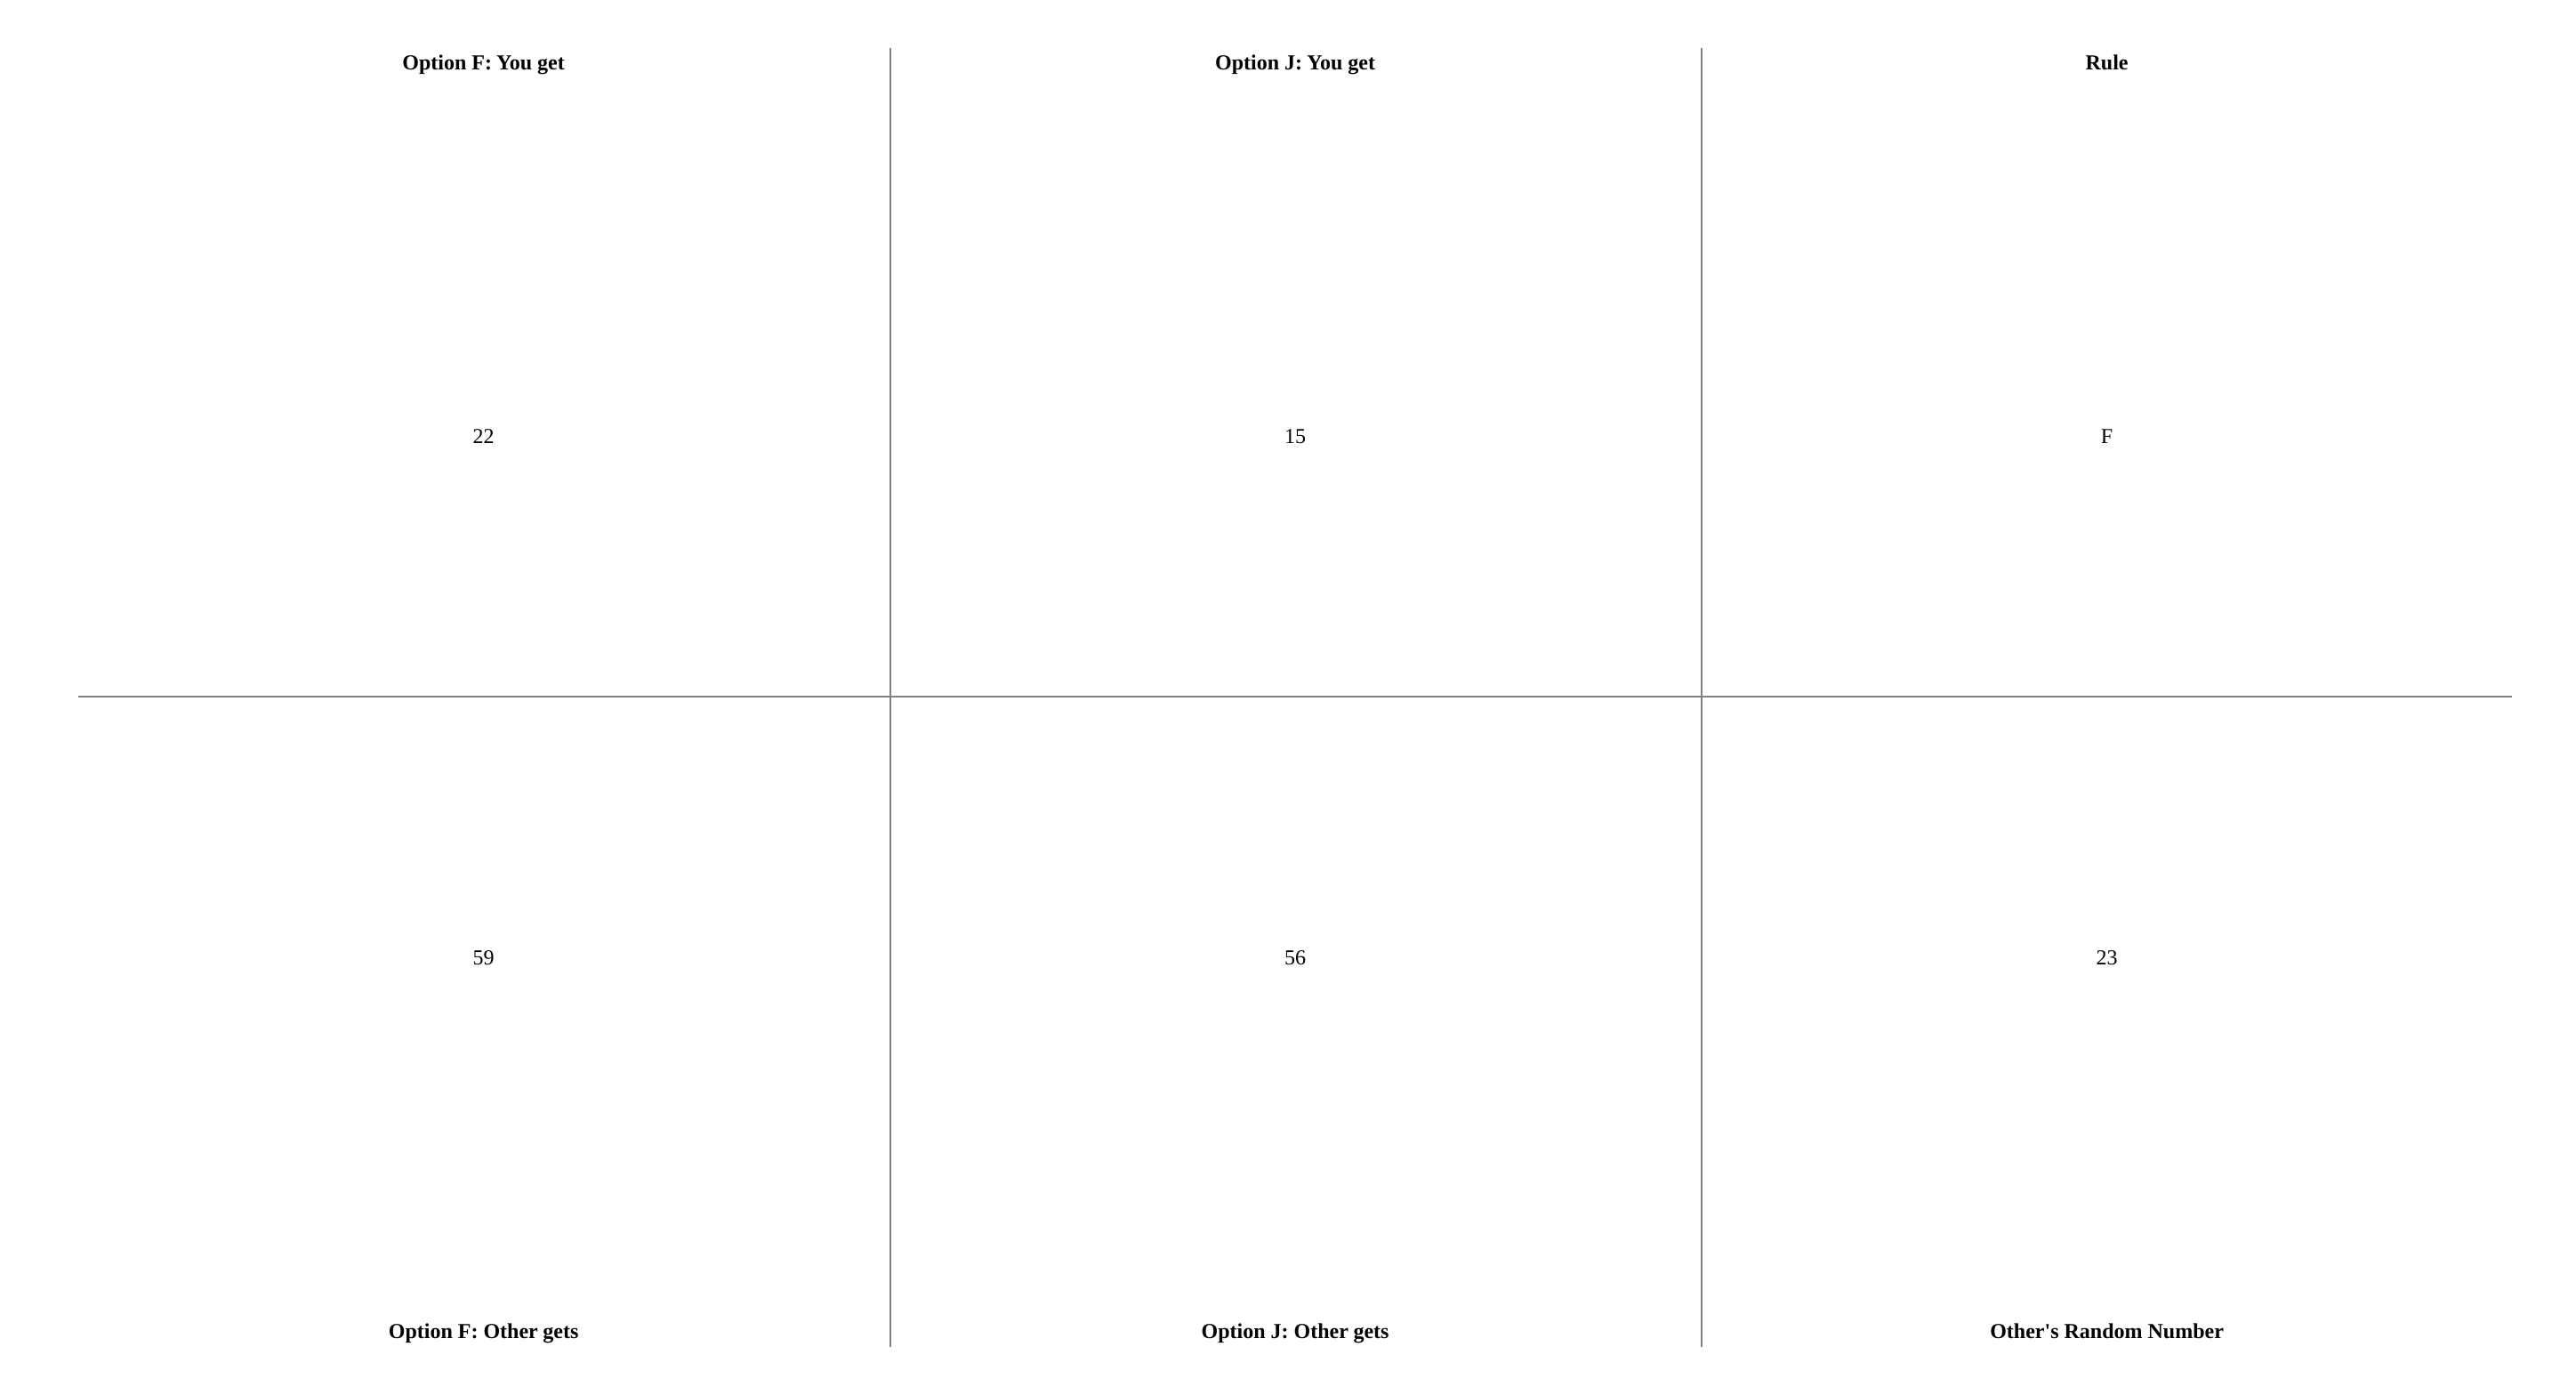 Option F: You get
Option J: You get
Rule
22
15
F
59
56
23
Option F: Other gets
Option J: Other gets
Other's Random Number